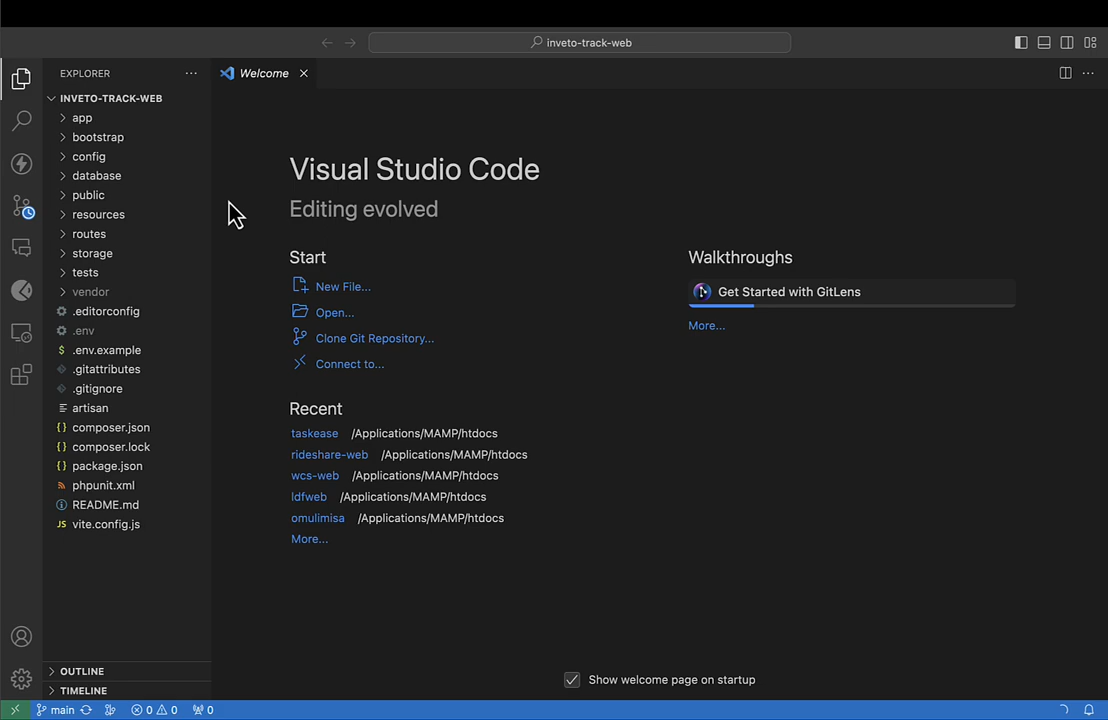 inveto-track-web
EXPLORER
Welcome
INVETO-TRACK-WEB
app
bootstrap
config
database
public
resources
routes
storage
tests
vendor
.editorconfig
.env
$ .env.example
.gitattributes
.gitignore
artisan
{} composer.json
{} composer.lock
{} package.json
phpunit.xml
README.md
JS vite.config.js
OUTLINE
TIMELINE
Visual Studio Code
Editing evolved
Start
New File...
Open...
Clone Git Repository...
Connect to...
Recent
taskease /Applications/MAMP/htdocs
rideshare-web /Applications/MAMP/htdocs
wcs-web /Applications/MAMP/htdocs
ldfweb /Applications/MAMP/htdocs
omulimisa /Applications/MAMP/htdocs
More...
Walkthroughs
Get Started with GitLens
More...
Show welcome page on startup
main 0 0 0